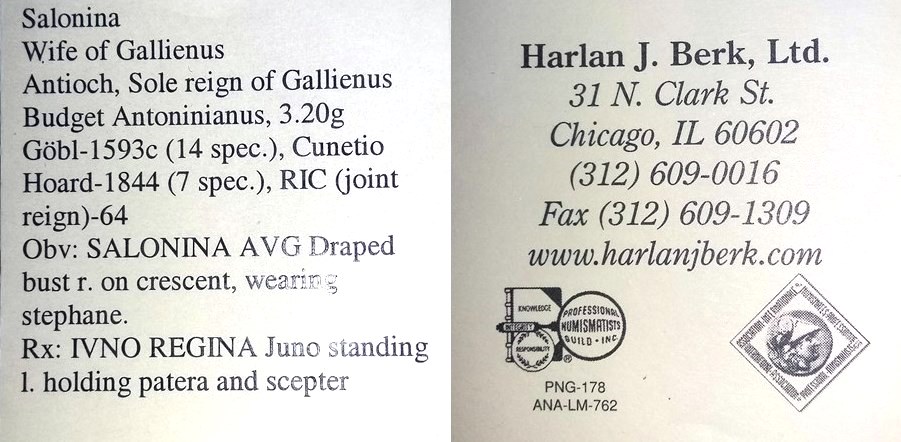 Salonina
Wife of Gallienus
Antioch, Sole reign of Gallienus
Budget Antoninianus, 3.20g
Göbl-1593c (14 spec.), Cunetio
Hoard-1844 (7 spec.), RIC (joint
reign)-64
Obv: SALONINA AVG Draped
bust r. on crescent, wearing
stephane.
Rx: IVNO REGINA Juno standing
l. holding patera and scepter
Harlan J. Berk, Ltd.
31 N. Clark St.
Chicago, IL 60602
(312) 609-0016
Fax (312) 609-1309
www.harlanjberk.com
KNOWLEDGE
INTEGRITY
RESPONSIBILITY
PROFESSIONAL
NUMISMATISTS
GUILD • INC.
®
PNG-178
ANA-LM-762